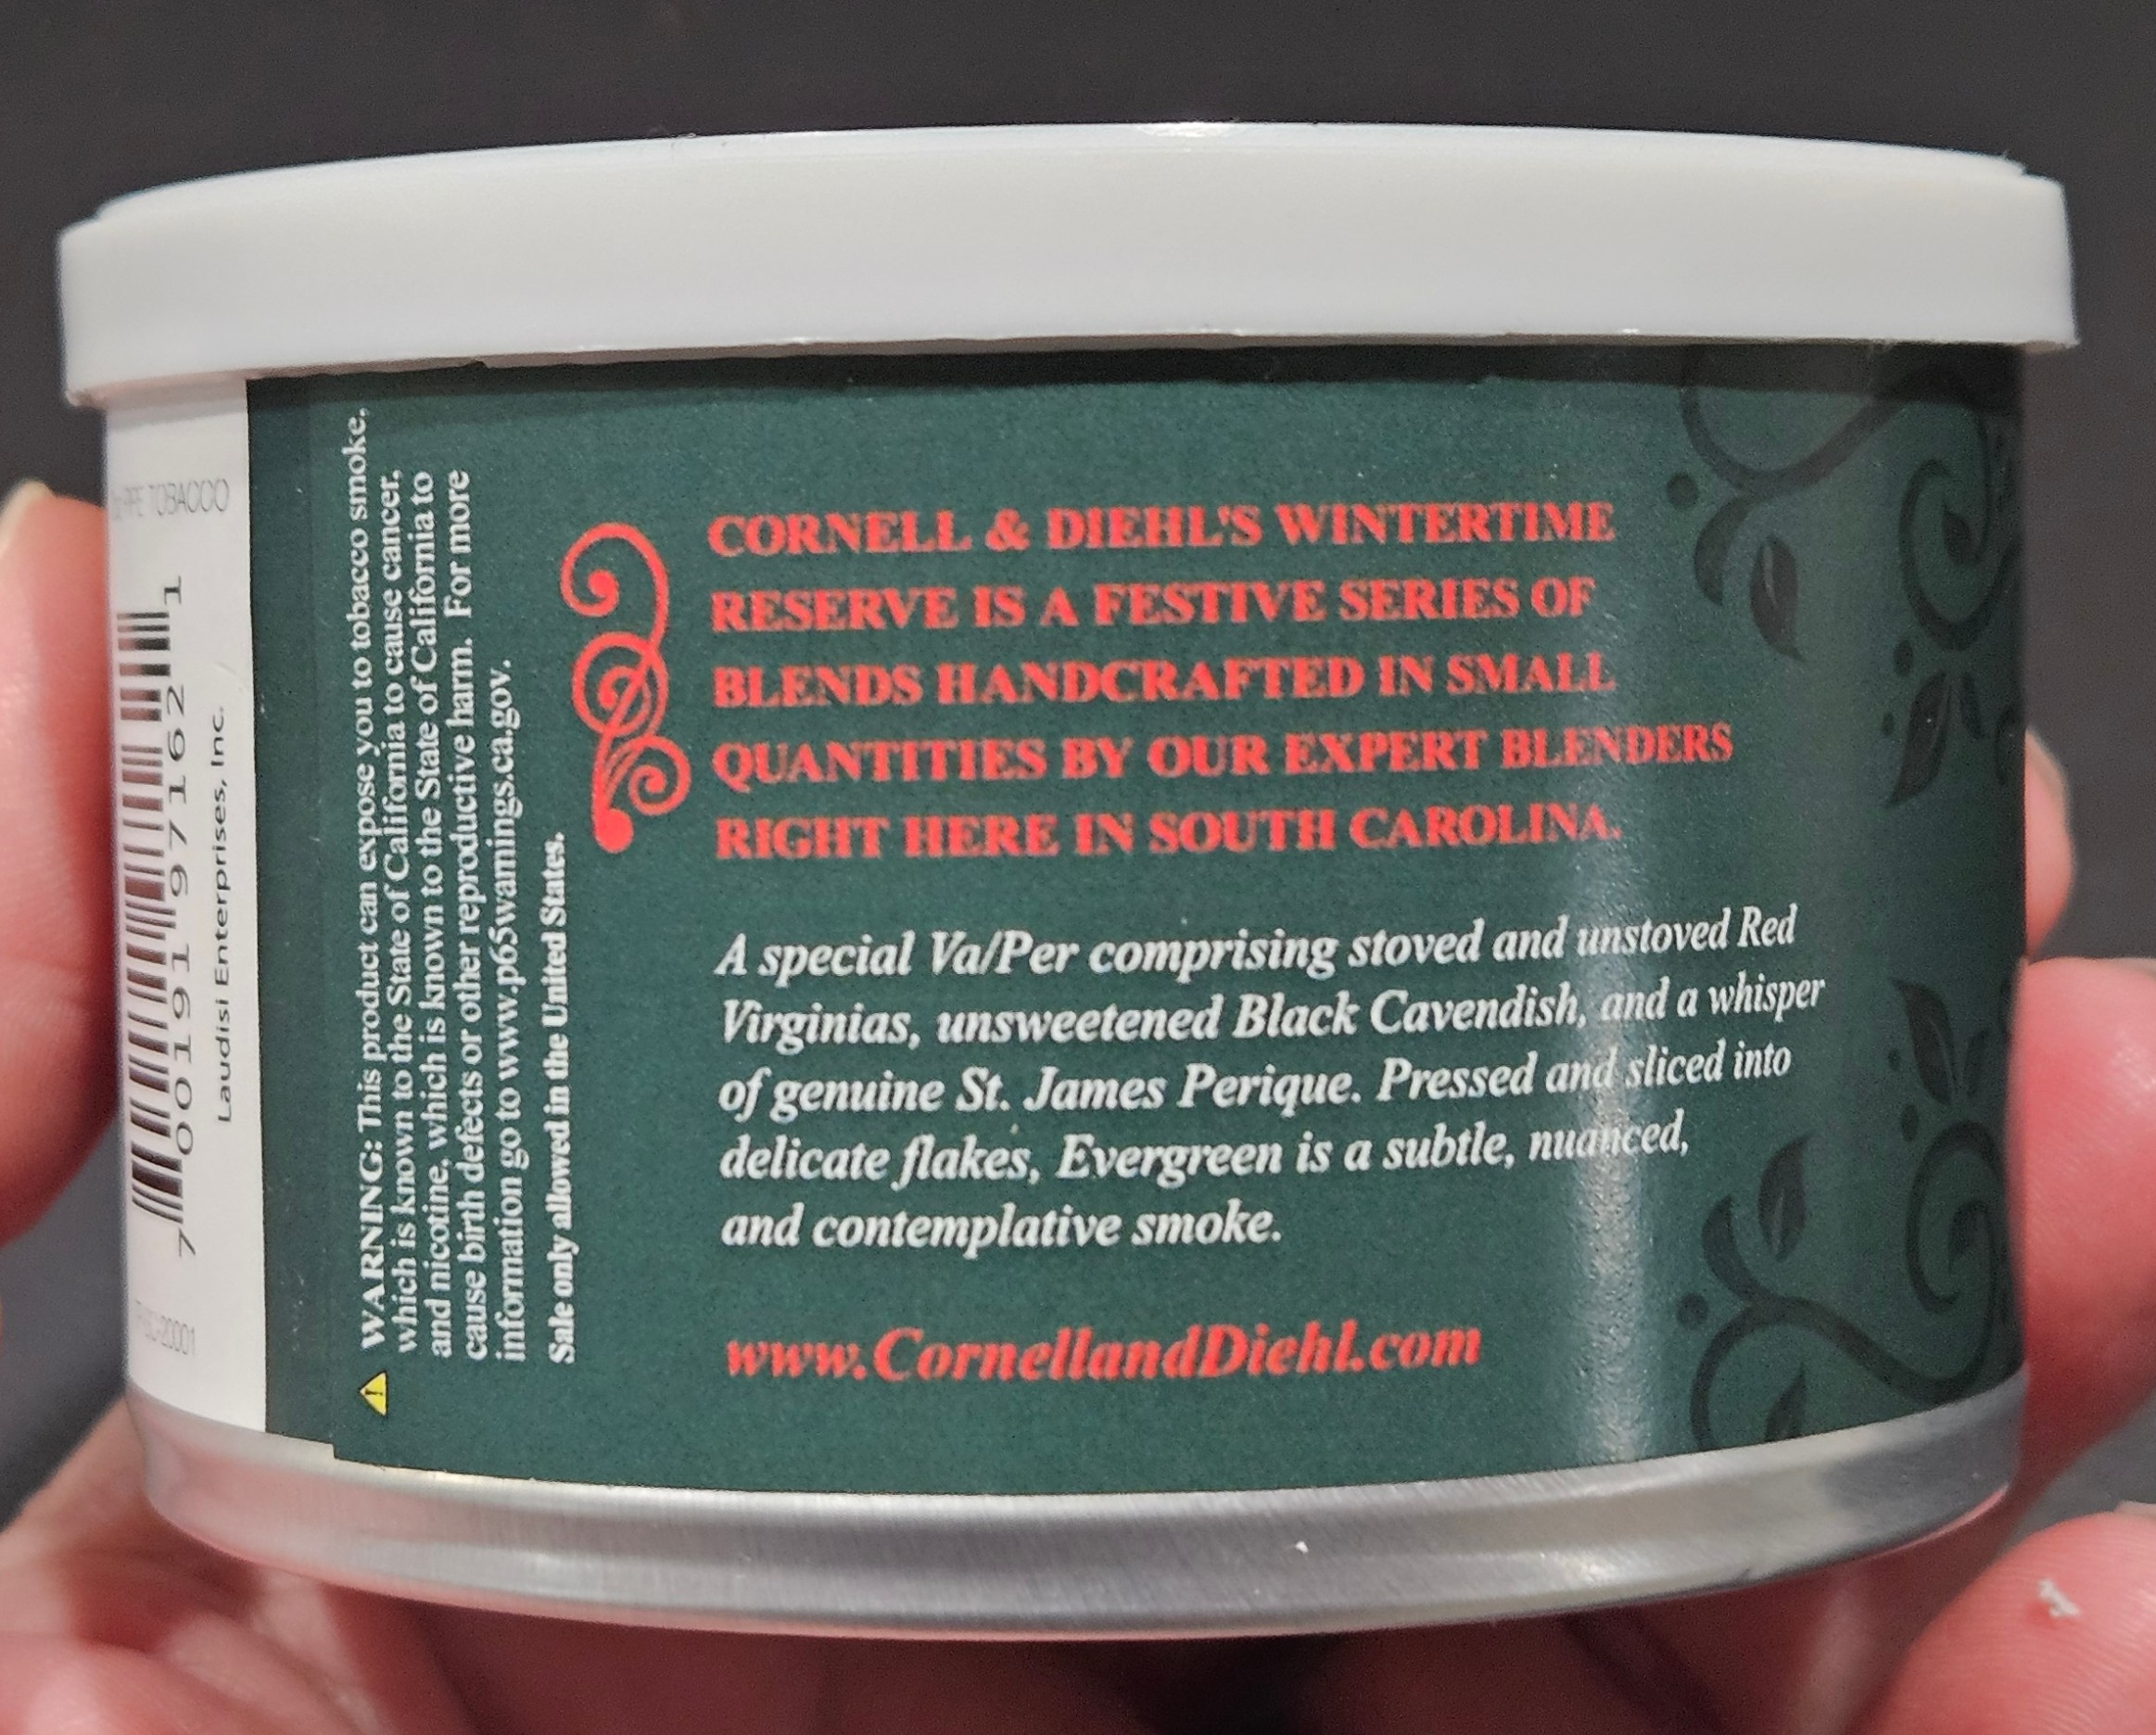 PIPE TOBACCO
7 00191 97162 1
Laudisi Enterprises, Inc.
WARNING: This product can expose you to tobacco smoke,
which is known to the State of California to cause cancer,
and nicotine, which is known to the State of California to
cause birth defects or other reproductive harm. For more
information go to www.p65warnings.ca.gov.
Sale only allowed in the United States.
CORNELL & DIEHL'S WINTERTIME
RESERVE IS A FESTIVE SERIES OF
BLENDS HANDCRAFTED IN SMALL
QUANTITIES BY OUR EXPERT BLENDERS
RIGHT HERE IN SOUTH CAROLINA.
A special Va/Per comprising stoved and unstoved Red
Virginias, unsweetened Black Cavendish, and a whisper
of genuine St. James Perique. Pressed and sliced into
delicate flakes, Evergreen is a subtle, nuanced,
and contemplative smoke.
www.CornellandDiehl.com